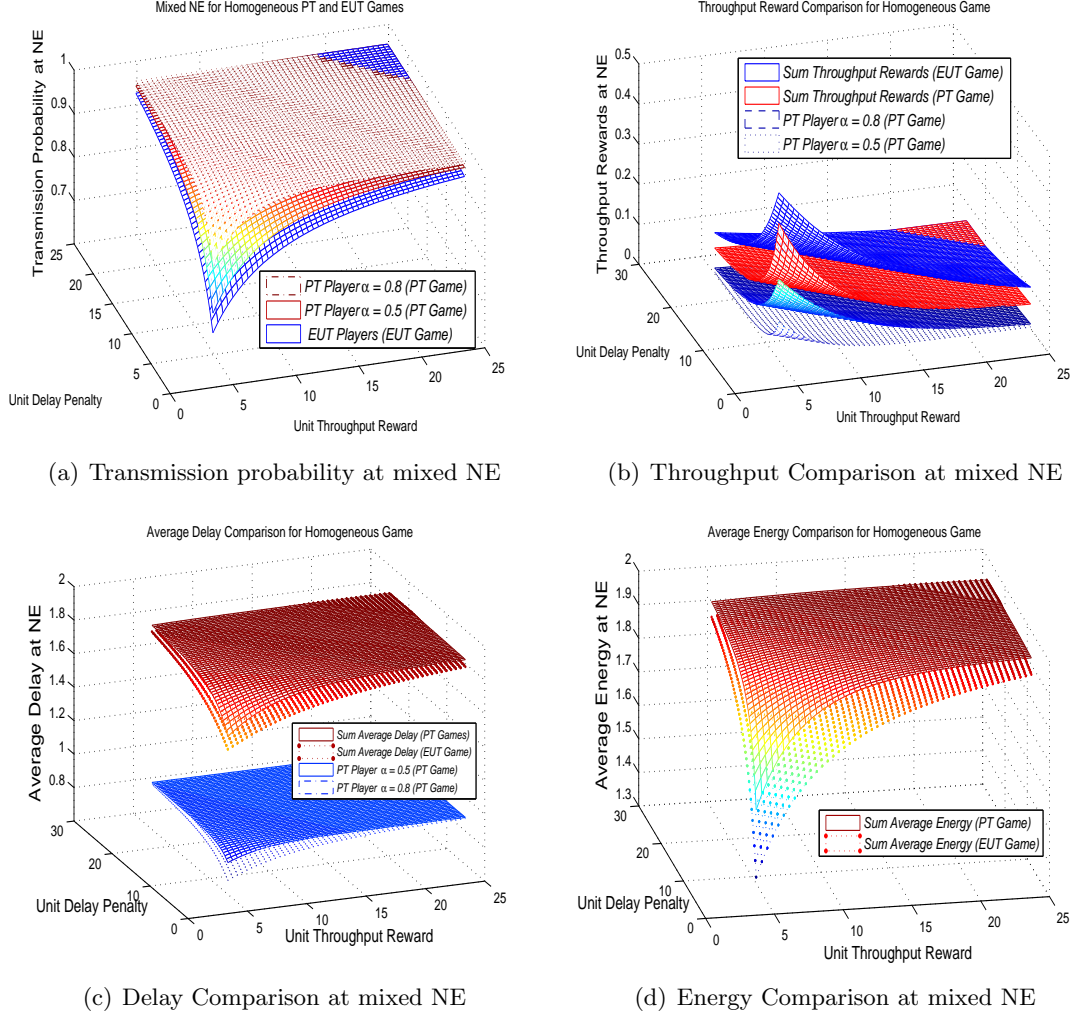 Mixed NE for Homogeneous PT and EUT Games
Transmission Probability at NE
1
0.9
0.8
0.7
25
20
15
10
5
0
Unit Delay Penalty
0
5
10
15
20
25
Unit Throughput Reward
PT Player α = 0.8 (PT Game)
PT Player α = 0.5 (PT Game)
EUT Players (EUT Game)
(a) Transmission probability at mixed NE
Throughput Reward Comparison for Homogeneous Game
Throughput Rewards at NE
0.5
0.4
0.3
0.2
0.1
0
30
20
10
0
Unit Delay Penalty
5
10
15
20
25
Unit Throughput Reward
Sum Throughput Rewards (EUT Game)
Sum Throughput Rewards (PT Game)
PT Player α = 0.8 (PT Game)
PT Player α = 0.5 (PT Game)
(b) Throughput Comparison at mixed NE
Average Delay Comparison for Homogeneous Game
Average Delay at NE
2
1.8
1.6
1.4
1.2
1
0.8
30
20
10
0
Unit Delay Penalty
0
5
10
15
20
25
Unit Throughput Reward
Sum Average Delay (PT Games)
Sum Average Delay (EUT Game)
PT Player α = 0.5 (PT Game)
PT Player α = 0.8 (PT Game)
(c) Delay Comparison at mixed NE
Average Energy Comparison for Homogeneous Game
Average Energy at NE
2
1.9
1.8
1.7
1.6
1.5
1.4
1.3
30
20
10
0
Unit Delay Penalty
0
5
10
15
20
25
Unit Throughput Reward
Sum Average Energy (PT Game)
Sum Average Energy (EUT Game)
(d) Energy Comparison at mixed NE